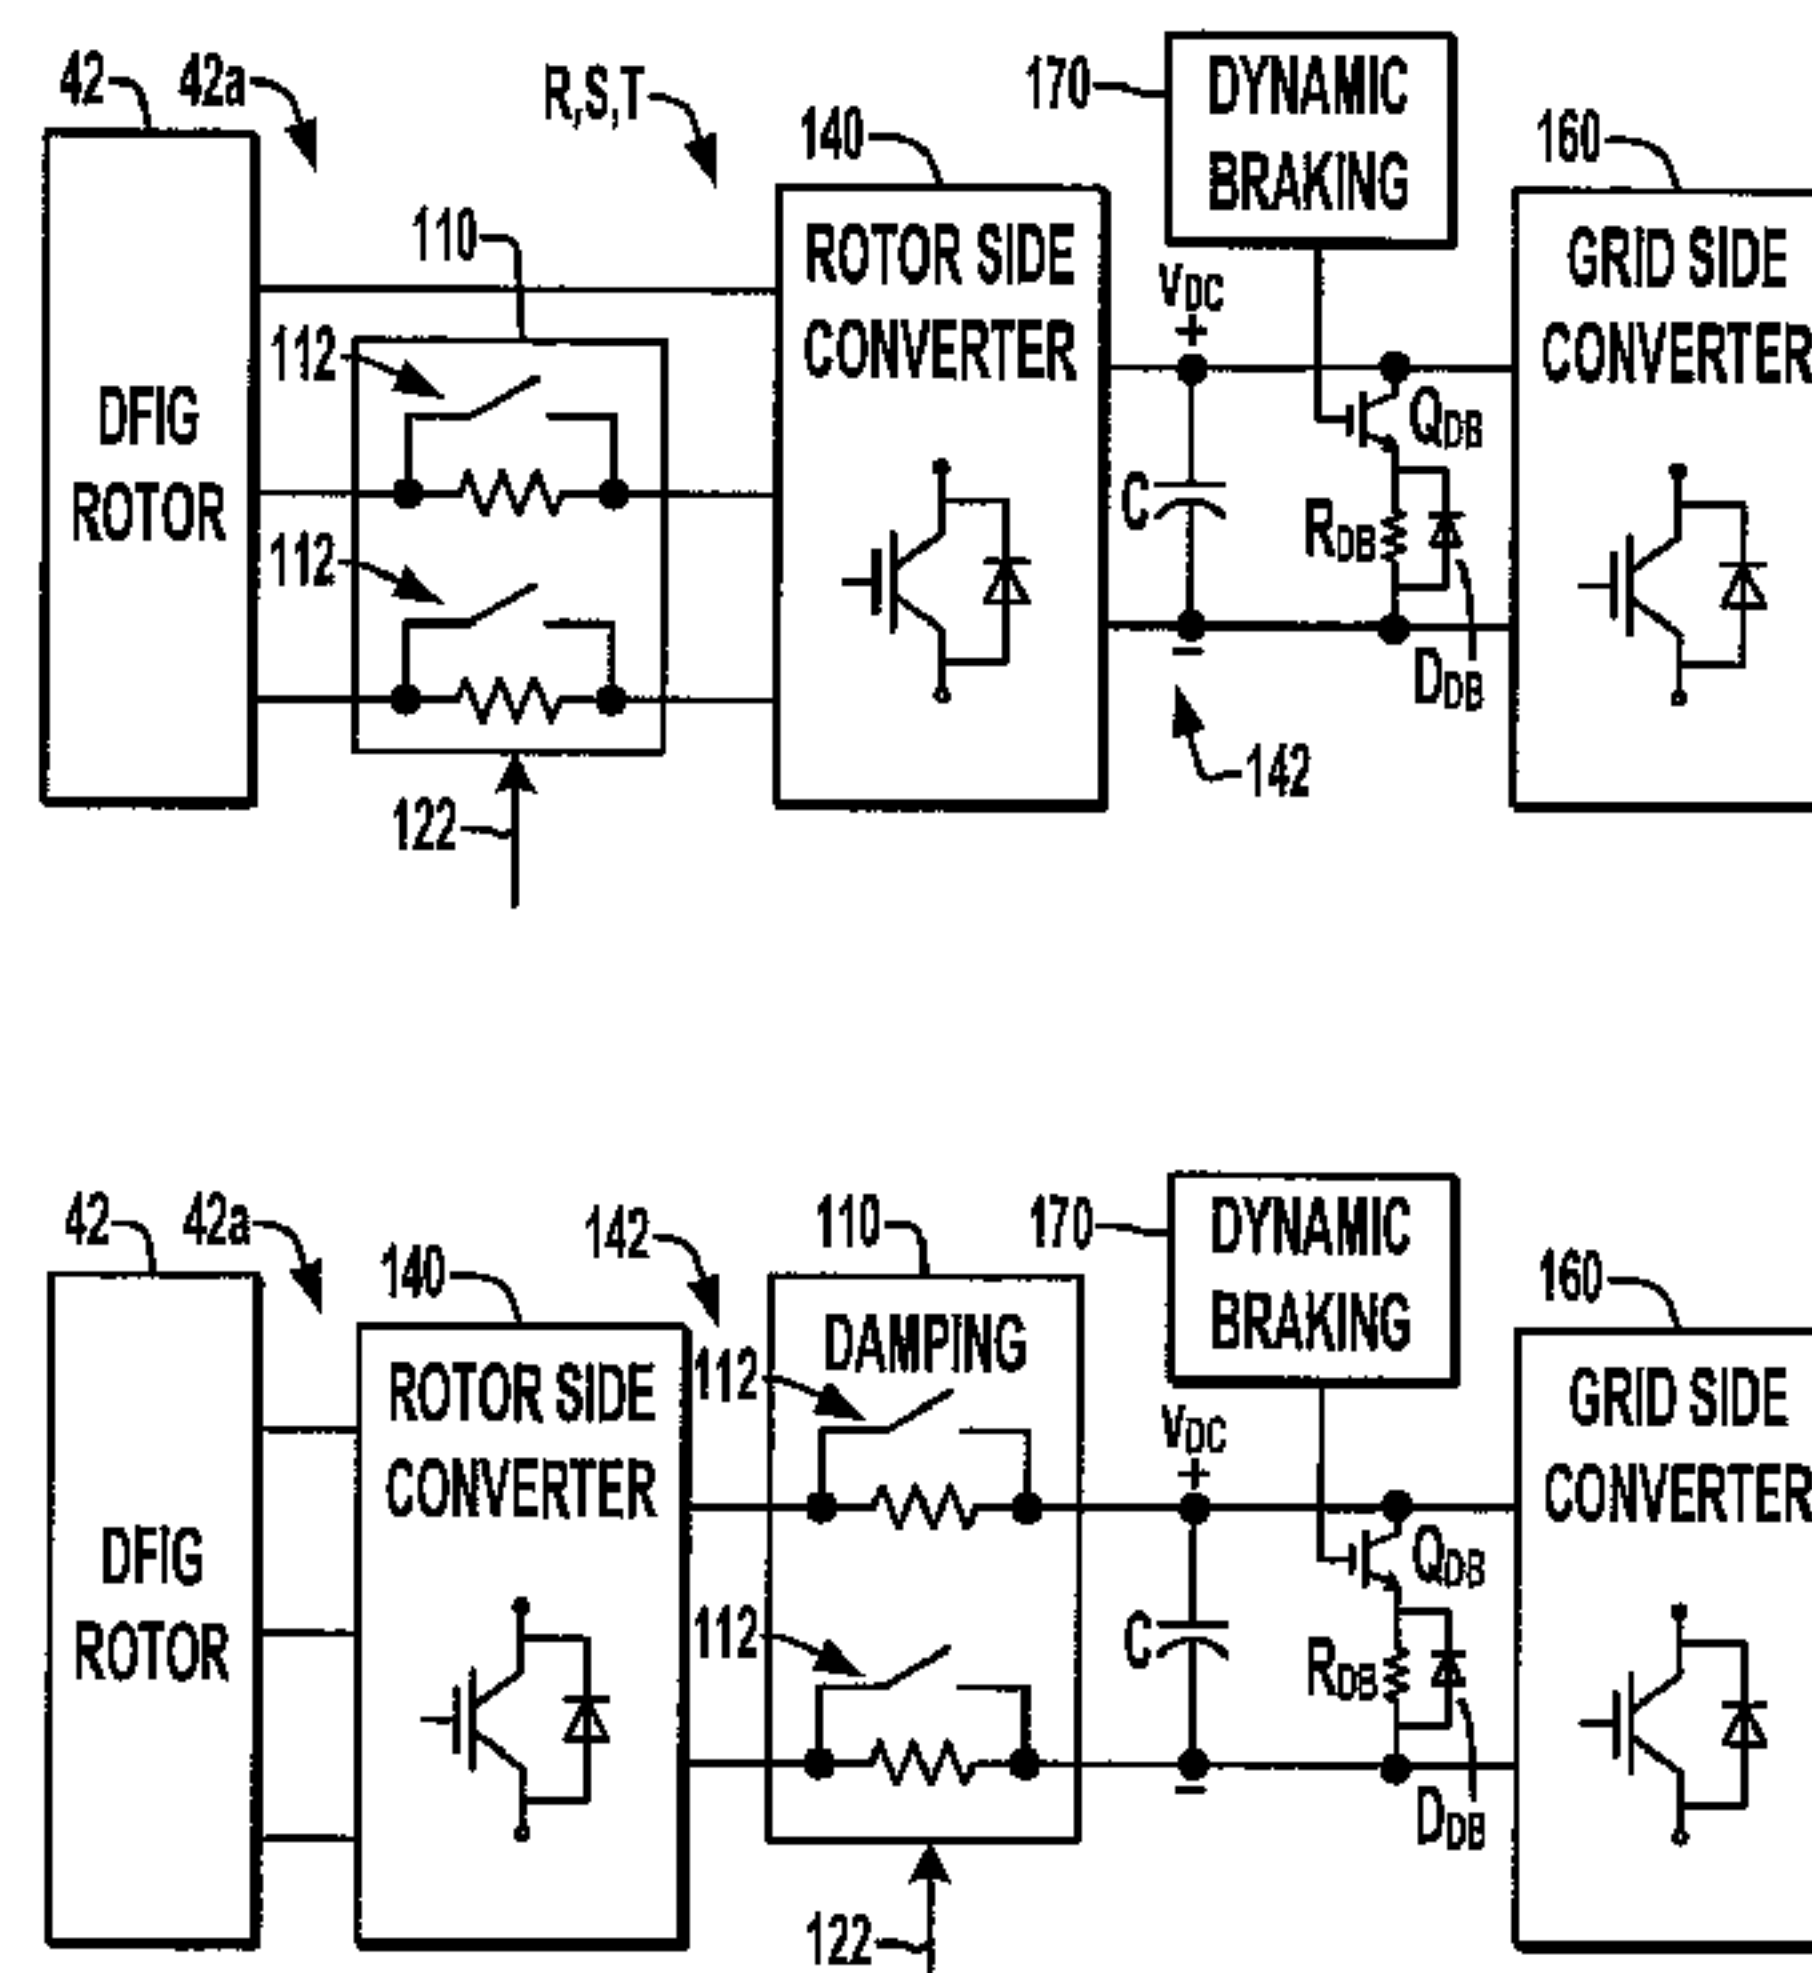 42
42a
R,S,T
140
170
DYNAMIC
BRAKING
160
110
112
112
122
DFIG
ROTOR
ROTOR SIDE
CONVERTER
VDC
+
C
−
142
QDB
RDB
DDB
GRID SIDE
CONVERTER
42
42a
140
142
110
170
DYNAMIC
BRAKING
160
DFIG
ROTOR
ROTOR SIDE
CONVERTER
DAMPING
112
112
122
VDC
+
C
−
QDB
RDB
DDB
GRID SIDE
CONVERTER